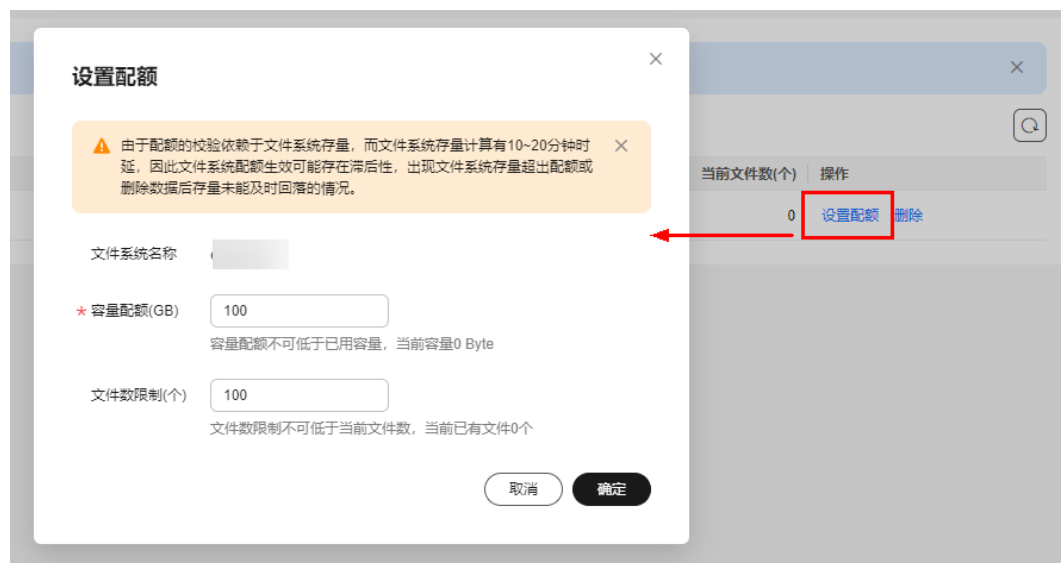 设置配额
由于配额的校验依赖于文件系统存量，而文件系统存量计算有10~20分钟时
延，因此文件系统配额生效可能存在滞后性，出现文件系统存量超出配额或
删除数据后存量未能及时回落的情况。
当前文件数(个) 操作
0 设置配额 删除
文件系统名称
* 容量配额(GB) 100
容量配额不可低于已用容量，当前容量0 Byte
文件数限制(个) 100
文件数限制不可低于当前文件数，当前已有文件0个
取消 确定